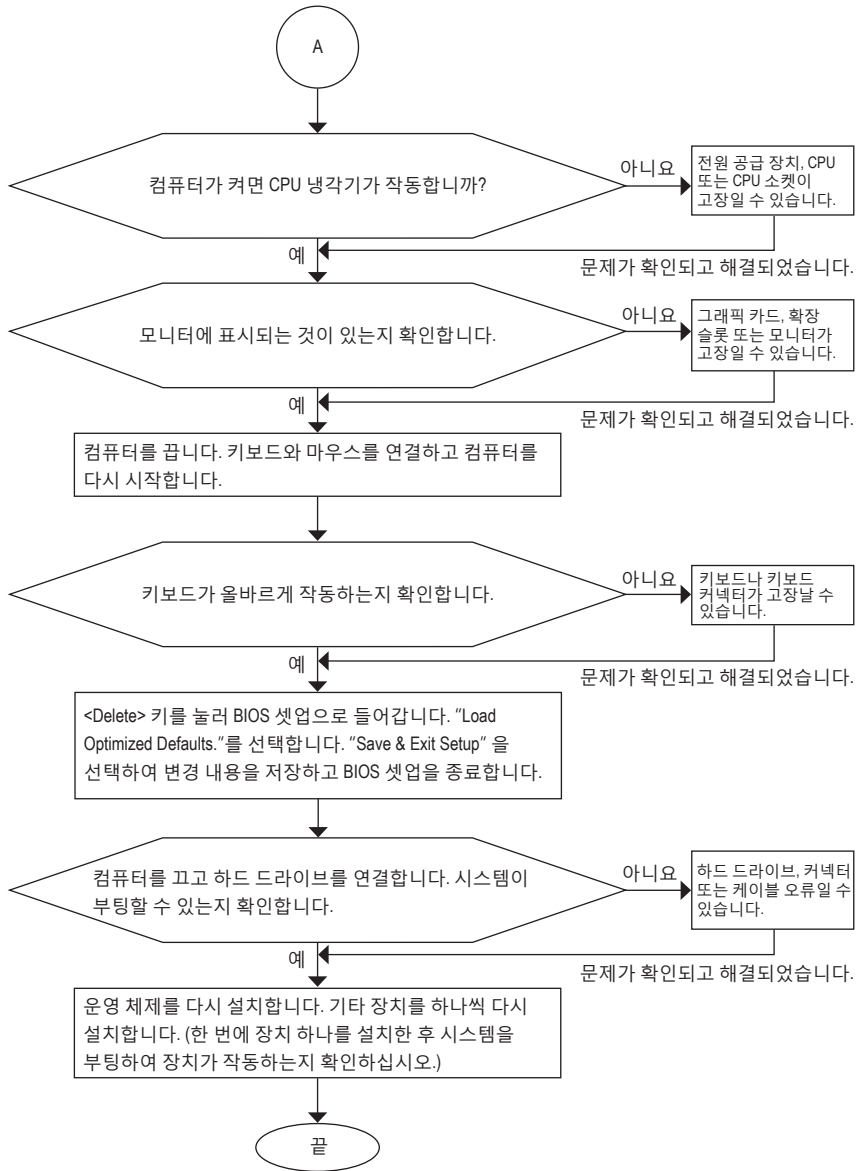 A
컴퓨터가 켜면 CPU 냉각기가 작동합니까?
아니요
전원 공급 장치, CPU
또는 CPU 소켓이
고장일 수 있습니다.
예
문제가 확인되고 해결되었습니다.
모니터에 표시되는 것이 있는지 확인합니다.
아니요
그래픽 카드, 확장
슬롯 또는 모니터가
고장일 수 있습니다.
예
문제가 확인되고 해결되었습니다.
컴퓨터를 끕니다. 키보드와 마우스를 연결하고 컴퓨터를
다시 시작합니다.
키보드가 올바르게 작동하는지 확인합니다.
아니요
키보드나 키보드
커넥터가 고장날 수
있습니다.
예
문제가 확인되고 해결되었습니다.
<Delete> 키를 눌러 BIOS 셋업으로 들어갑니다. "Load
Optimized Defaults."를 선택합니다. "Save & Exit Setup" 을
선택하여 변경 내용을 저장하고 BIOS 셋업을 종료합니다.
컴퓨터를 끄고 하드 드라이브를 연결합니다. 시스템이
부팅할 수 있는지 확인합니다.
아니요
하드 드라이브, 커넥터
또는 케이블 오류일 수
있습니다.
예
문제가 확인되고 해결되었습니다.
운영 체제를 다시 설치합니다. 기타 장치를 하나씩 다시
설치합니다. (한 번에 장치 하나를 설치한 후 시스템을
부팅하여 장치가 작동하는지 확인하십시오.)
끝